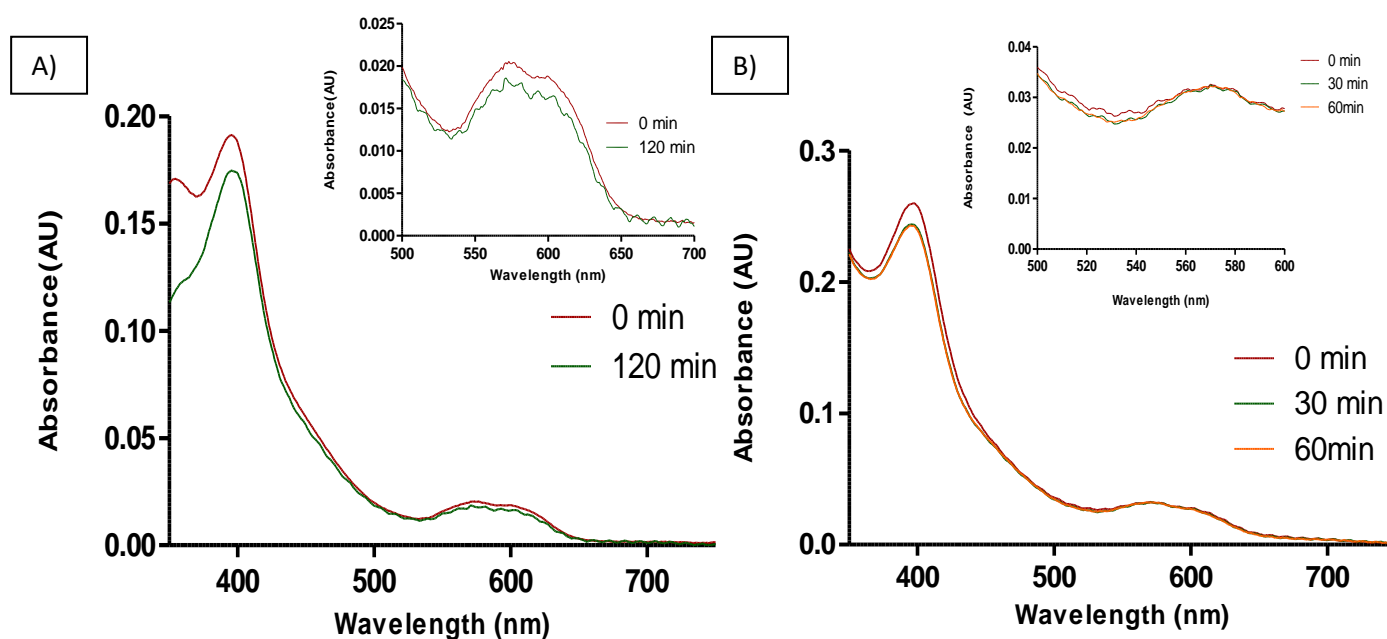 A)
0.025
0.020
0.015
0.010
0.005
0.000
Absorbance(AU)
500 550 600 650 700
Wavelength (nm)
0 min
120 min
0.20
0.15
0.10
0.05
0.00
Absorbance(AU)
400 500 600 700
Wavelength (nm)
0 min
120 min
B)
0.04
0.03
0.02
0.01
0.00
Absorbance (AU)
500 520 540 560 580 600
Wavelength (nm)
0 min
30 min
60min
0.3
0.2
0.1
0.0
Absorbance (AU)
400 500 600 700
Wavelength (nm)
0 min
30 min
60min